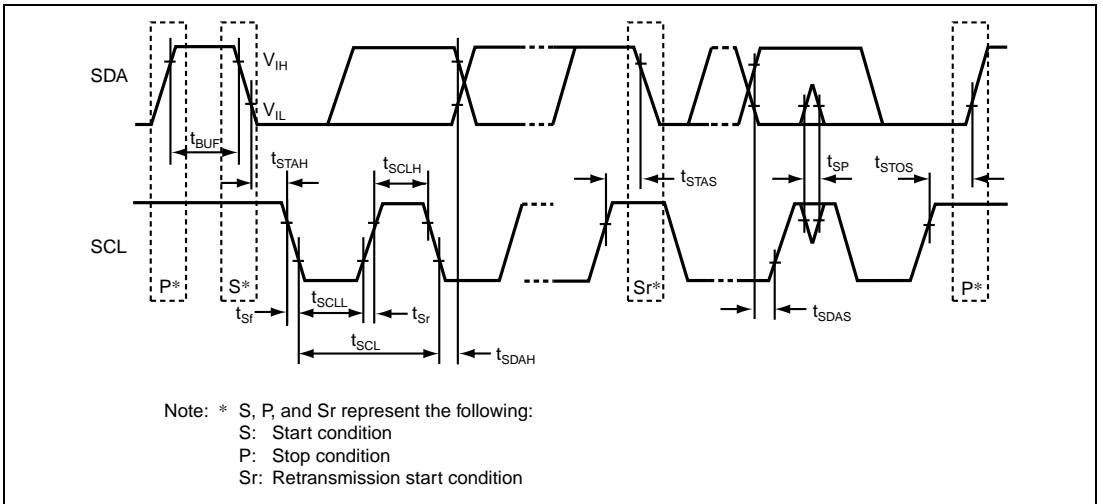 SDA
V_IH
V_IL
t_BUF
t_STAH
t_SCLH
t_STAS
t_SP
t_STOS
SCL
P*
S*
Sr*
P*
t_Sf
t_SCLL
t_Sr
t_SDAS
t_SCL
t_SDAH
Note: * S, P, and Sr represent the following:
S: Start condition
P: Stop condition
Sr: Retransmission start condition